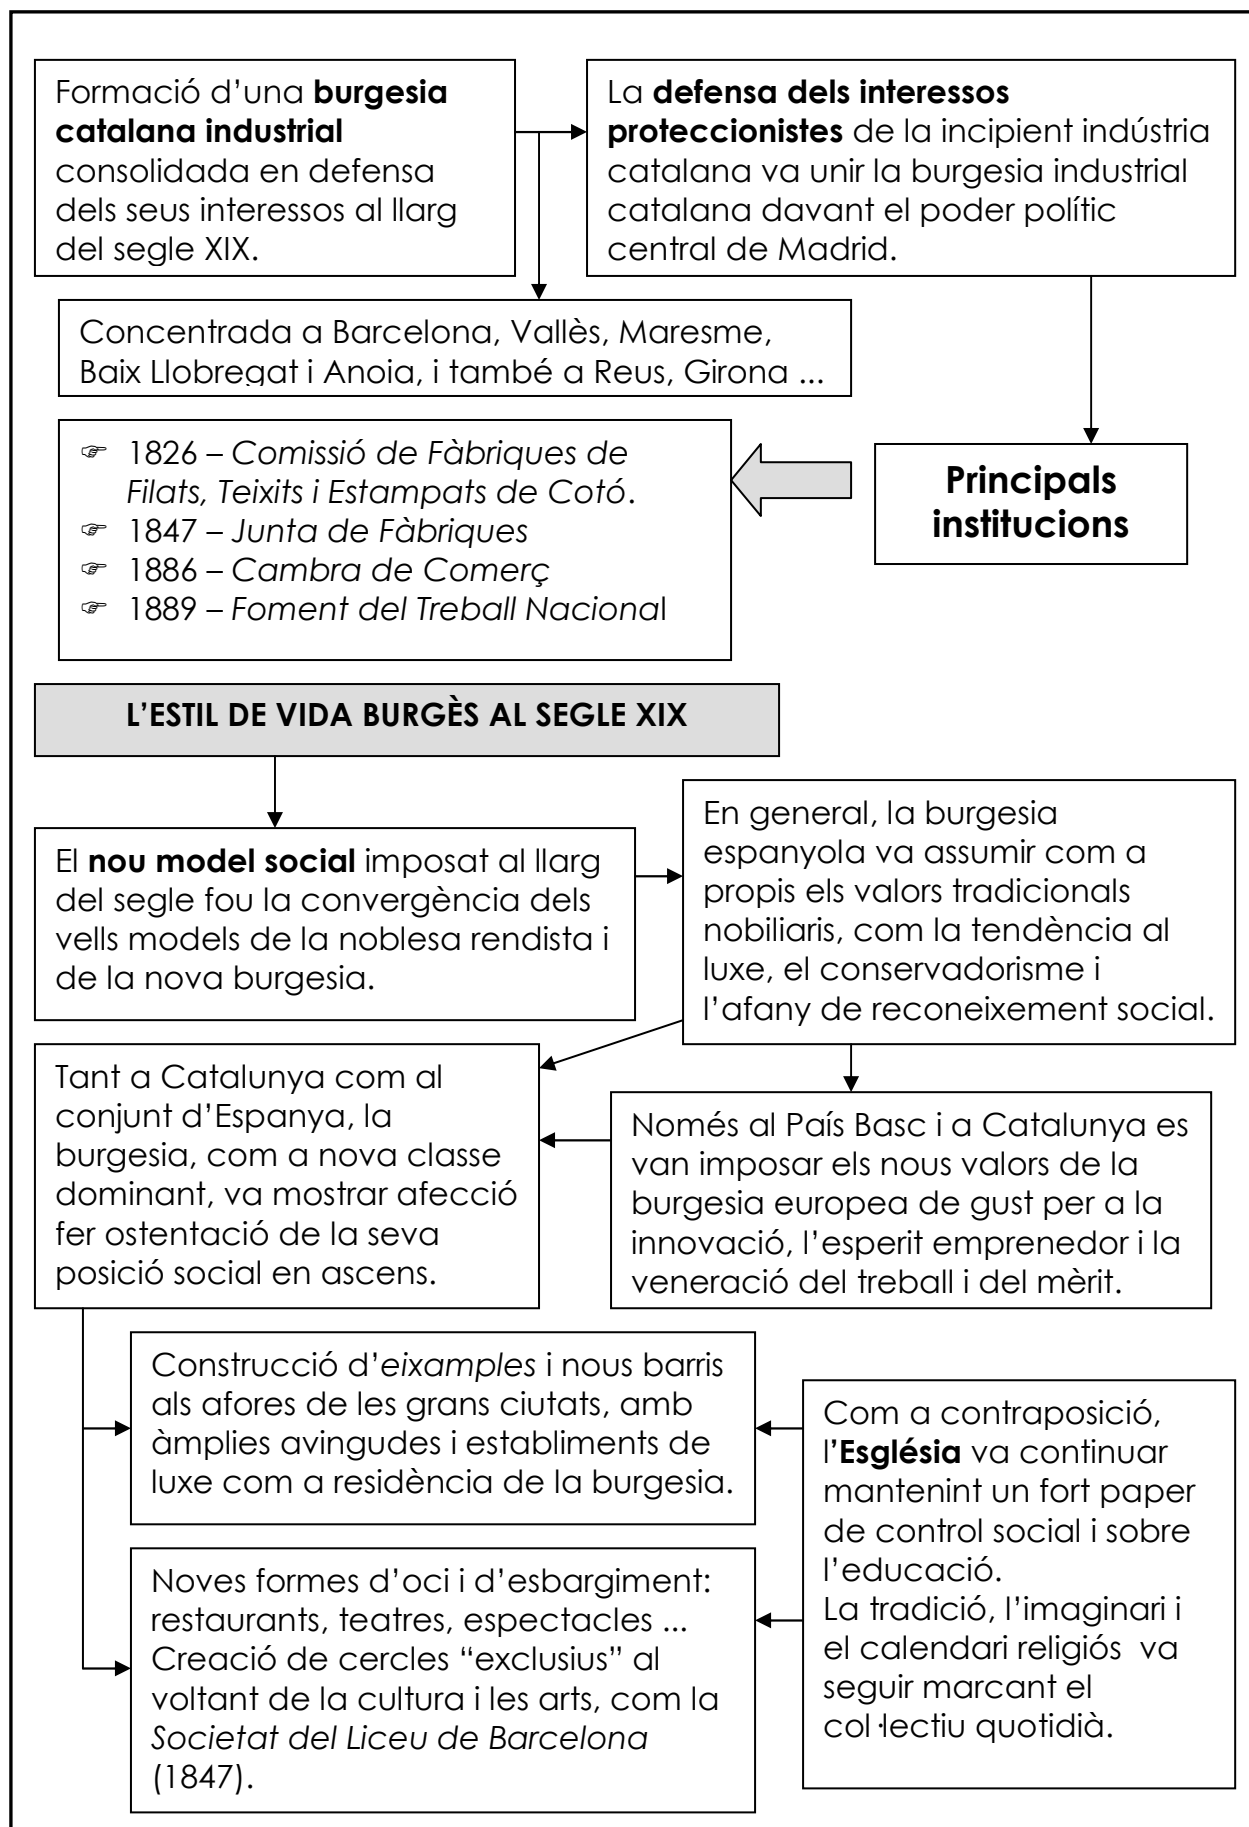 Formació d’una burgesia
catalana industrial
consolidada en defensa
dels seus interessos al llarg
del segle XIX.
La defensa dels interessos
proteccionistes de la incipient indústria
catalana va unir la burgesia industrial
catalana davant el poder polític
central de Madrid.
Concentrada a Barcelona, Vallès, Maresme,
Baix Llobregat i Anoia, i també a Reus, Girona ...
☞ 1826 – Comissió de Fàbriques de
Filats, Teixits i Estampats de Cotó.
☞ 1847 – Junta de Fàbriques
☞ 1886 – Cambra de Comerç
☞ 1889 – Foment del Treball Nacional
Principals
institucions
L’ESTIL DE VIDA BURGÈS AL SEGLE XIX
El nou model social imposat al llarg
del segle fou la convergència dels
vells models de la noblesa rendista i
de la nova burgesia.
En general, la burgesia
espanyola va assumir com a
propis els valors tradicionals
nobiliaris, com la tendència al
luxe, el conservadorisme i
l’afany de reconeixement social.
Tant a Catalunya com al
conjunt d’Espanya, la
burgesia, com a nova classe
dominant, va mostrar afecció
fer ostentació de la seva
posició social en ascens.
Només al País Basc i a Catalunya es
van imposar els nous valors de la
burgesia europea de gust per a la
innovació, l’esperit emprenedor i la
veneració del treball i del mèrit.
Construcció d’eixamples i nous barris
als afores de les grans ciutats, amb
àmplies avingudes i establiments de
luxe com a residència de la burgesia.
Noves formes d’oci i d’esbargiment:
restaurants, teatres, espectacles ...
Creació de cercles “exclusius” al
voltant de la cultura i les arts, com la
Societat del Liceu de Barcelona
(1847).
Com a contraposició,
l’Església va continuar
mantenint un fort paper
de control social i sobre
l’educació.
La tradició, l’imaginari i
el calendari religiós va
seguir marcant el
col·lectiu quotidià.